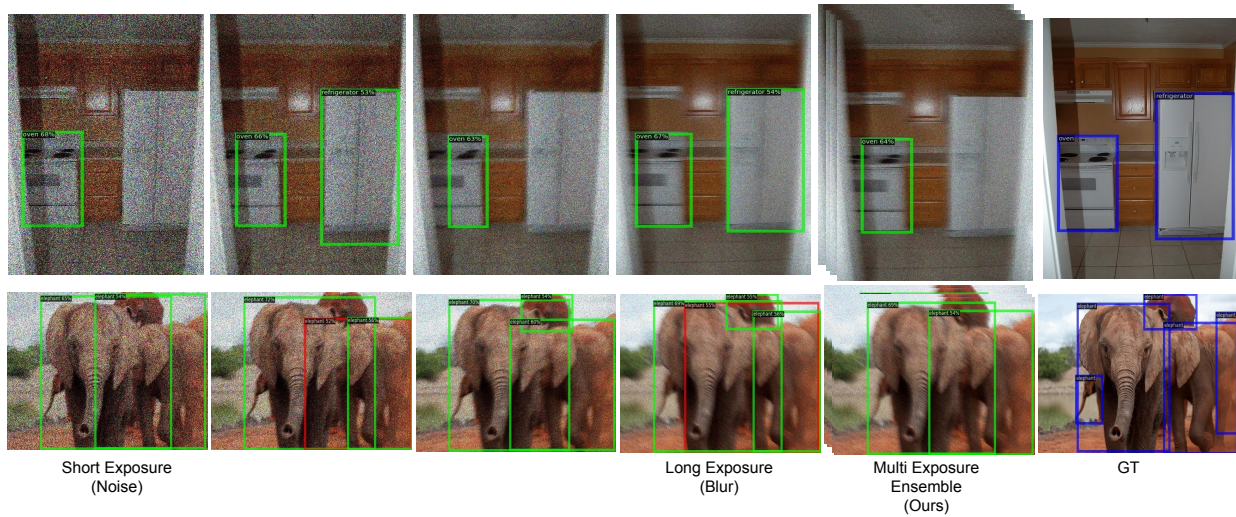 refrigerator 53%
refrigerator 54%
refrigerator
oven 68%
oven 66%
oven 63%
oven 67%
oven 64%
oven
elephant 65%
elephant 54%
elephant 72%
elephant 52%
elephant 56%
elephant 70%
elephant 54%
elephant 60%
elephant 69%
elephant 55%
elephant 55%
elephant 56%
elephant 69%
elephant 54%
elephant
elephant
elephant
elephant
elephant
Short Exposure
(Noise)
Long Exposure
(Blur)
Multi Exposure
Ensemble
(Ours)
GT